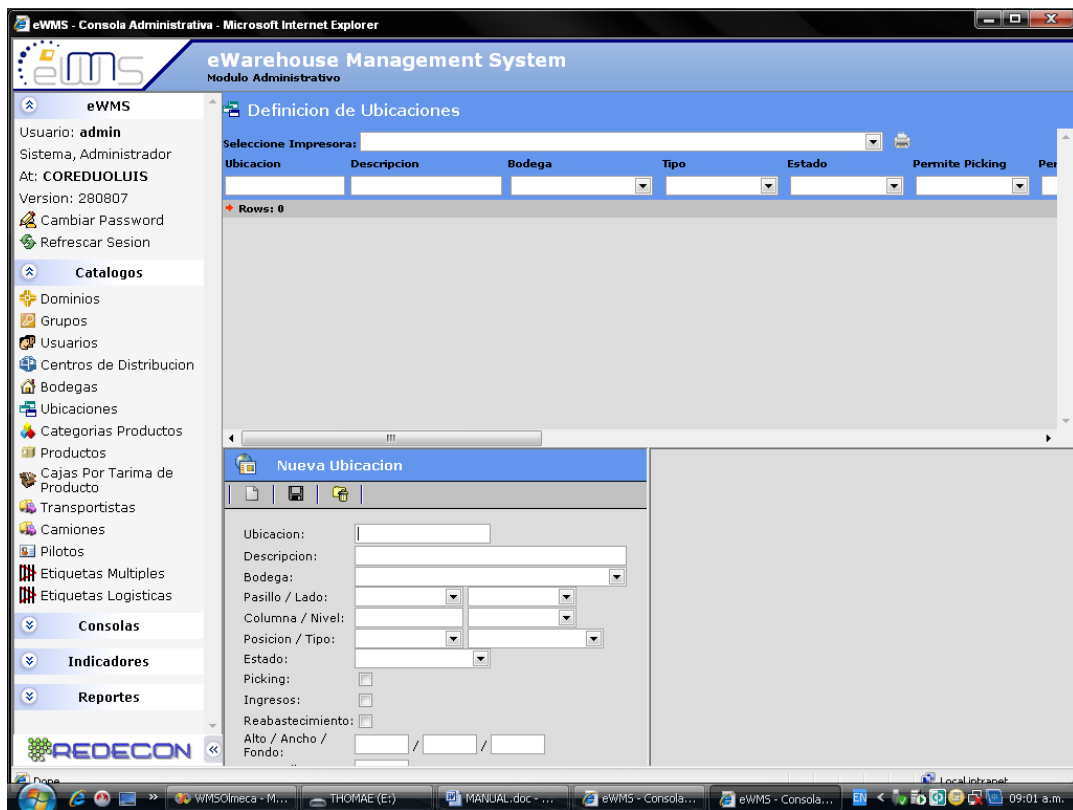 eWMS - Consola Administrativa - Microsoft Internet Explorer
eWMS
eWarehouse Management System
Modulo Administrativo
eWMS
Usuario: admin
Sistema, Administrador
At: COREDUOLUIS
Version: 280807
Cambiar Password
Refrescar Sesion
Catalogos
Dominios
Grupos
Usuarios
Centros de Distribucion
Bodegas
Ubicaciones
Categorias Productos
Productos
Cajas Por Tarima de
Producto
Transportistas
Camiones
Pilotos
Etiquetas Multiples
Etiquetas Logisticas
Consolas
Indicadores
Reportes
REDECON
Definicion de Ubicaciones
Seleccione Impresora:
Ubicacion Descripcion Bodega Tipo Estado Permite Picking Per
Rows: 0
Nueva Ubicacion
Ubicacion:
Descripcion:
Bodega:
Pasillo / Lado:
Columna / Nivel:
Posicion / Tipo:
Estado:
Picking:
Ingresos:
Reabastecimiento:
Alto / Ancho /
Fondo:
/ /
Done Local intranet
WMSOlmeca - M... THOMAE (E:) MANUAL.doc - ... eWMS - Consola... eWMS - Consola... EN 09:01 a.m.